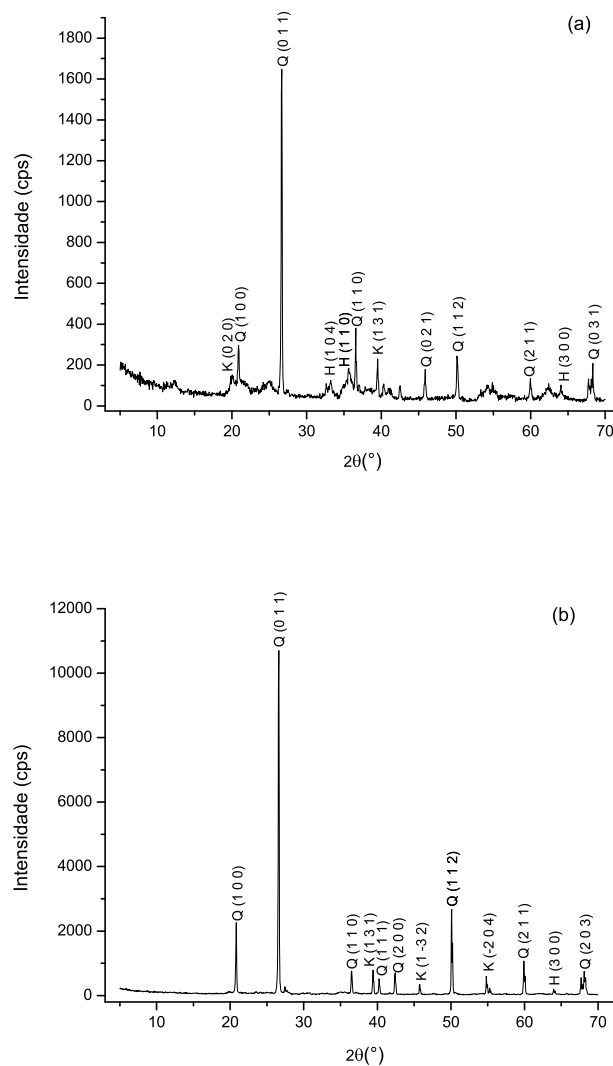 (a)
Intensidade (cps)
1800
1600
1400
1200
1000
800
600
400
200
0
K (0 2 0)
Q (1 0 0)
Q (0 1 1)
H (1 0 4)
H (1 1 0)
Q (1 1 0)
K (1 3 1)
Q (0 2 1)
Q (1 1 2)
Q (2 1 1)
H (3 0 0)
Q (0 3 1)
10 20 30 40 50 60 70
2θ(°)
(b)
Intensidade (cps)
12000
10000
8000
6000
4000
2000
0
Q (1 0 0)
Q (0 1 1)
Q (1 1 0)
K (1 3 1)
Q (1 1 1)
Q (2 0 0)
K (1 -3 2)
Q (1 1 2)
K (-2 0 4)
Q (2 1 1)
H (3 0 0)
Q (2 0 3)
10 20 30 40 50 60 70
2θ(°)